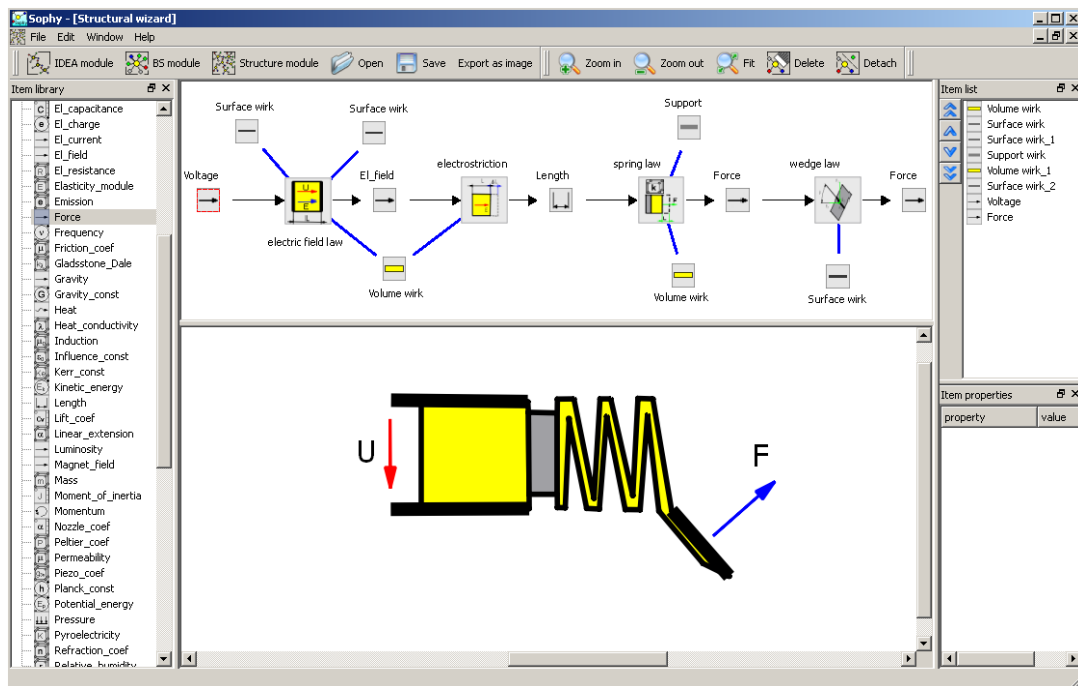 Sophy - [Structural wizard]
File Edit Window Help
IDEA module BS module Structure module Open Save Export as image Zoom in Zoom out Fit Delete Detach
Item library
El_capacitance
El_charge
El_current
El_field
El_resistance
Elasticity_module
Emission
Force
Frequency
Friction_coef
Gladsstone_Dale
Gravity
Gravity_const
Heat
Heat_conductivity
Induction
Influence_const
Kerr_const
Kinetic_energy
Length
Lift_coef
Linear_extension
Luminosity
Magnet_field
Mass
Moment_of_inertia
Momentum
Nozzle_coef
Peltier_coef
Permeability
Piezo_coef
Planck_const
Potential_energy
Pressure
Pyroelectricity
Refraction_coef
Relative_humidity
Surface wirk Surface wirk Support
Voltage El_field electrostriction Length spring law Force wedge law Force
electric field law
Volume wirk Volume wirk Surface wirk
U
F
Item list
Volume wirk
Surface wirk
Surface wirk_1
Support wirk
Volume wirk_1
Surface wirk_2
Voltage
Force
Item properties
property value